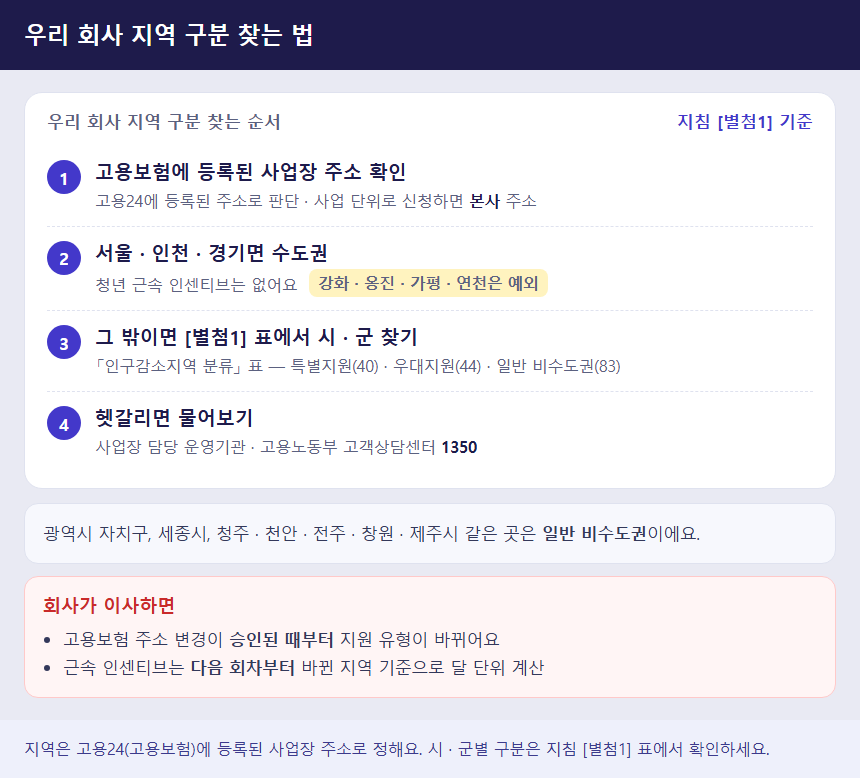 우리 회사 지역 구분 찾는 법
우리 회사 지역 구분 찾는 순서
지침 [별첨1] 기준
1
고용보험에 등록된 사업장 주소 확인
고용24에 등록된 주소로 판단 · 사업 단위로 신청하면 본사 주소
2
서울 · 인천 · 경기면 수도권
청년 근속 인센티브는 없어요 강화 · 옹진 · 가평 · 연천은 예외
3
그 밖이면 [별첨1] 표에서 시 · 군 찾기
「인구감소지역 분류」 표 — 특별지원(40) · 우대지원(44) · 일반 비수도권(83)
4
헷갈리면 물어보기
사업장 담당 운영기관 · 고용노동부 고객상담센터 1350
광역시 자치구, 세종시, 청주 · 천안 · 전주 · 창원 · 제주시 같은 곳은 일반 비수도권이에요.
회사가 이사하면
• 고용보험 주소 변경이 승인된 때부터 지원 유형이 바뀌어요
• 근속 인센티브는 다음 회차부터 바뀐 지역 기준으로 달 단위 계산
지역은 고용24(고용보험)에 등록된 사업장 주소로 정해요. 시 · 군별 구분은 지침 [별첨1] 표에서 확인하세요.